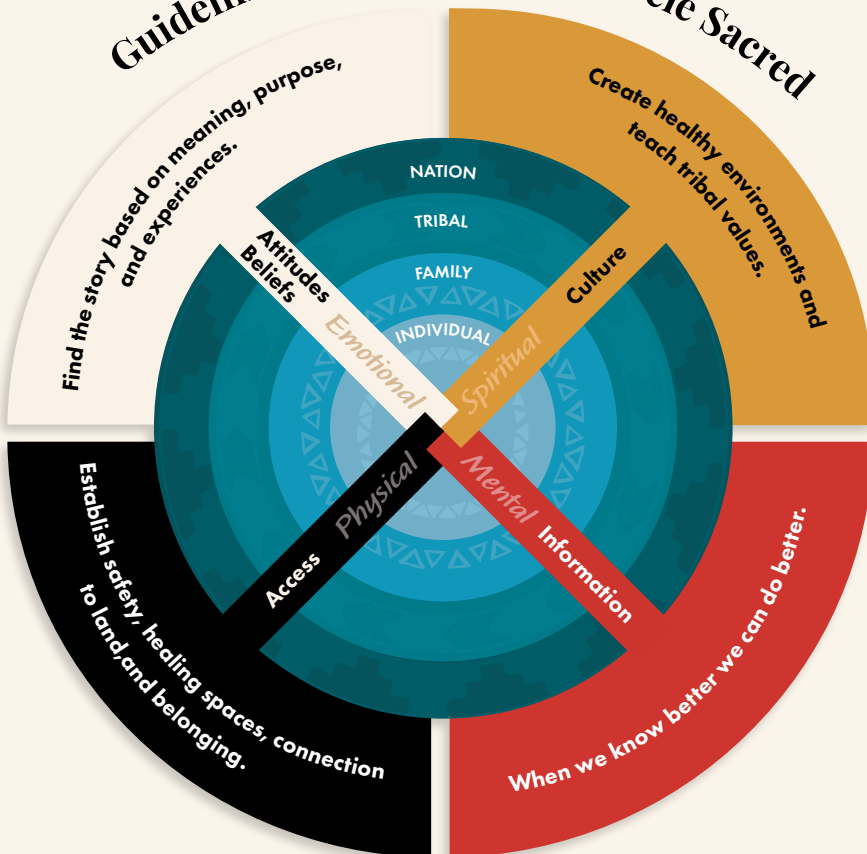 Sacred
Find the story based on meaning, purpose,
and experiences.
Create healthy environments and
teach tribal values.
NATION
TRIBAL
FAMILY
INDIVIDUAL
Attitudes
Beliefs
Emotional
Culture
Spiritual
Physical
Access
Mental
Information
Establish safety, healing spaces, connection
to land,and belonging.
When we know better we can do better.